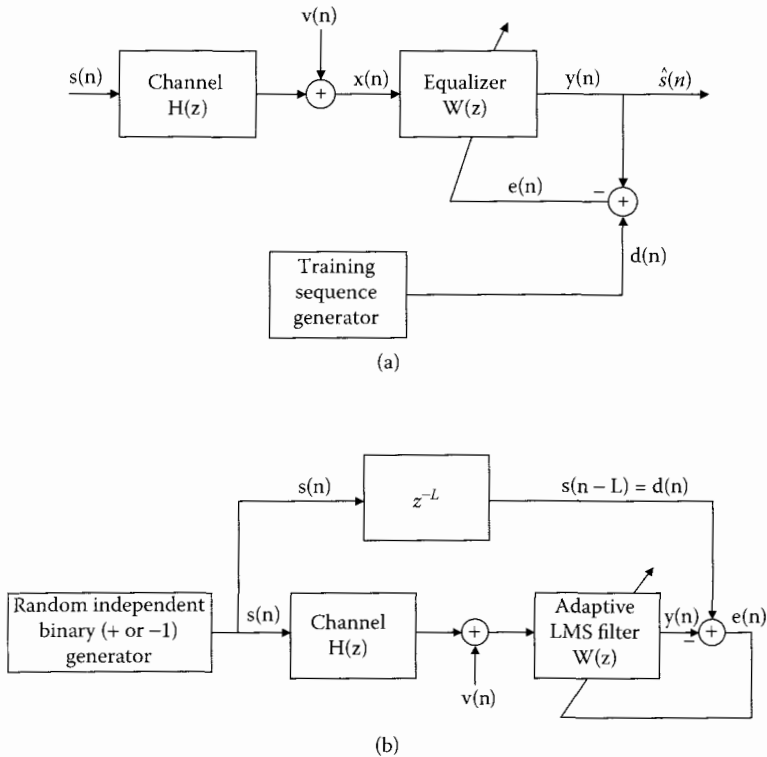 v(n)
s(n)
Channel
H(z)
+
x(n)
Equalizer
W(z)
y(n)
ŝ(n)
e(n)
−
+
d(n)
Training
sequence
generator
(a)
s(n)
z^{-L}
s(n − L) = d(n)
Random independent
binary (+ or −1)
generator
s(n)
Channel
H(z)
+
v(n)
Adaptive
LMS filter
W(z)
y(n)
−
+
e(n)
(b)